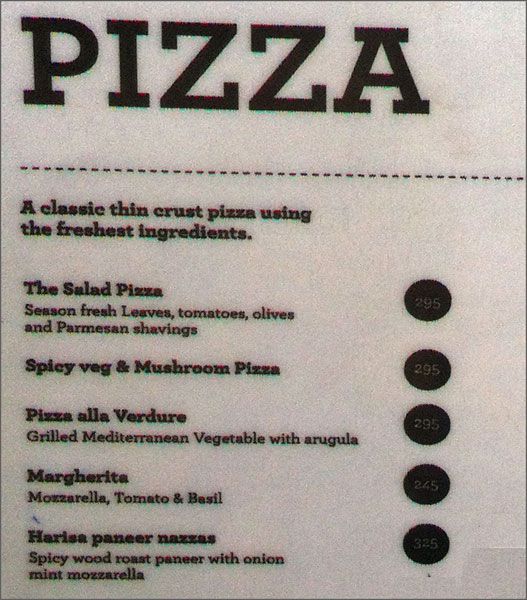 PIZZA
A classic thin crust pizza using
the freshest ingredients.
The Salad Pizza 295
Season fresh Leaves, tomatoes, olives
and Parmesan shavings
Spicy veg & Mushroom Pizza 295
Pizza alla Verdure 295
Grilled Mediterranean Vegetable with arugula
Margherita 245
Mozzarella, Tomato & Basil
Harisa paneer nazzas 325
Spicy wood roast paneer with onion
mint mozzarella